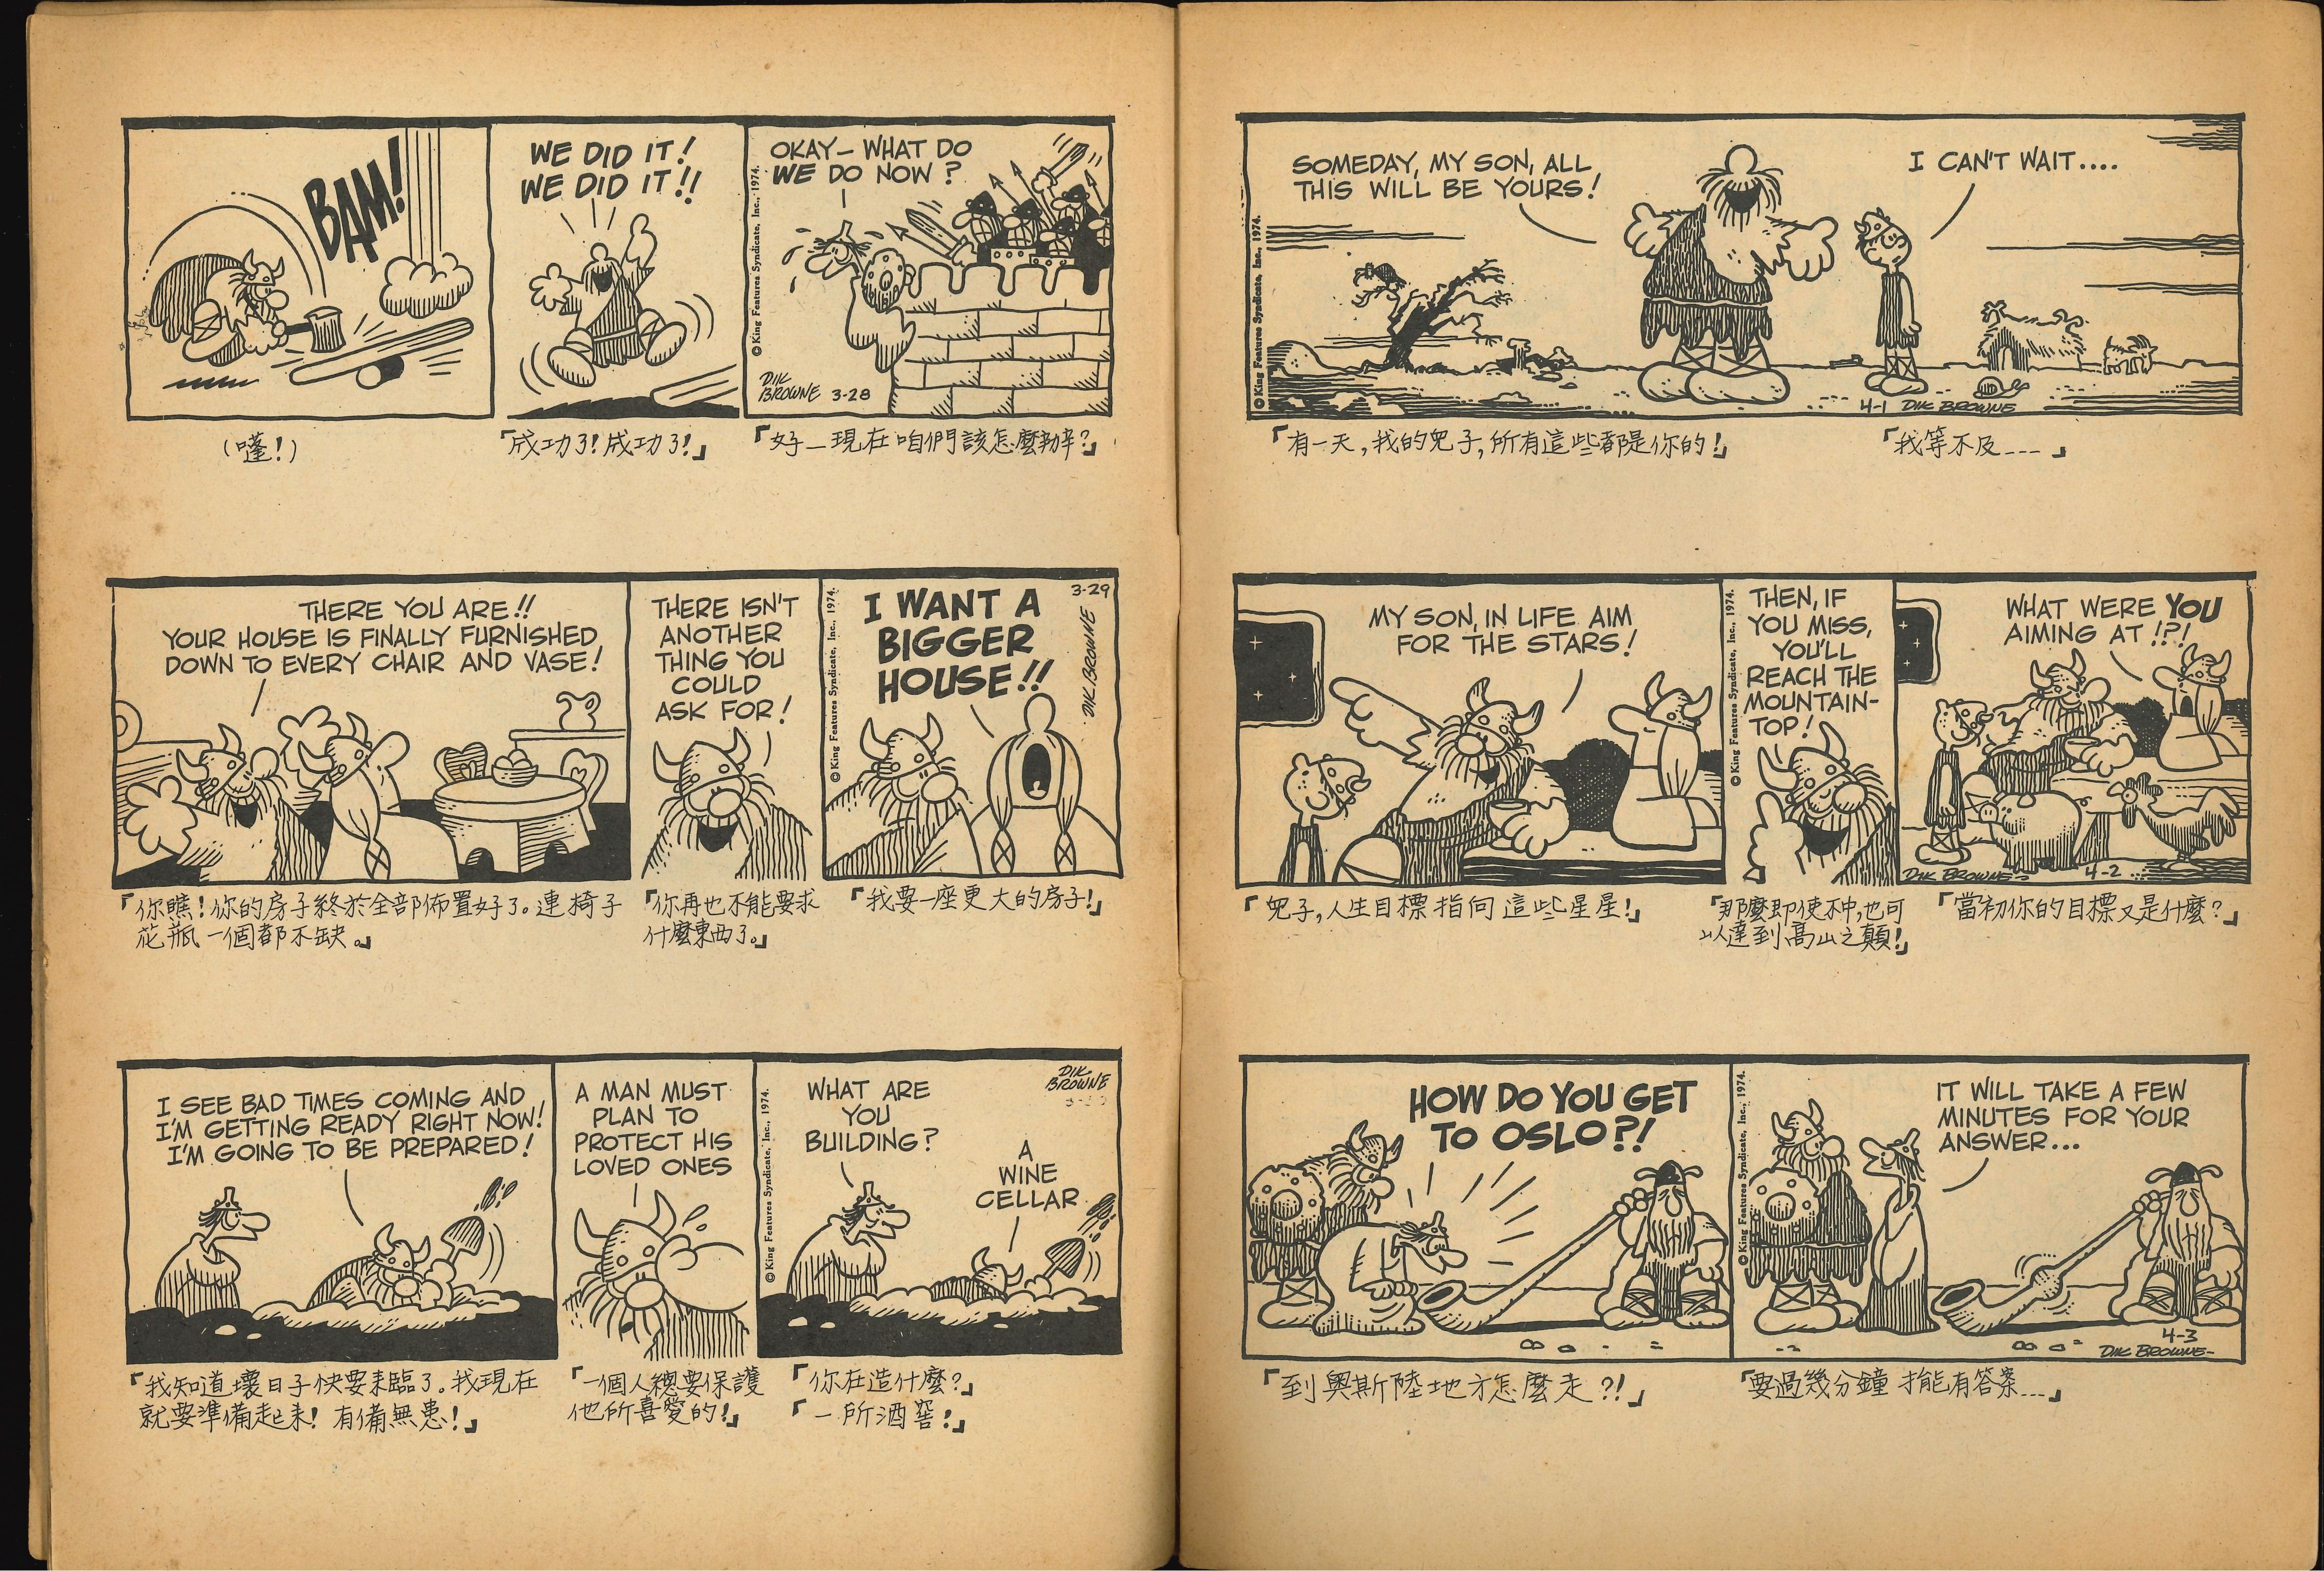 BAM!
WE DID IT!
WE DID IT!!
© King Features Syndicate, Inc., 1974.
OKAY— WHAT DO
WE DO NOW?
DIK
BROWNE 3-28
(嘭!)
「成功了!成功了!」
「好—現在咱們該怎麼辦?」
THERE YOU ARE!!
YOUR HOUSE IS FINALLY FURNISHED
DOWN TO EVERY CHAIR AND VASE!
THERE ISN'T
ANOTHER
THING YOU
COULD
ASK FOR!
© King Features Syndicate, Inc., 1974.
I WANT A
BIGGER
HOUSE!!
3-29
DIK BROWNE
「你瞧!你的房子終於全部佈置好了。連椅子
花瓶一個都不缺。」
「你再也不能要求
什麼東西了。」
「我要一座更大的房子!」
I SEE BAD TIMES COMING AND
I'M GETTING READY RIGHT NOW!
I'M GOING TO BE PREPARED!
A MAN MUST
PLAN TO
PROTECT HIS
LOVED ONES
© King Features Syndicate, Inc., 1974.
WHAT ARE
YOU
BUILDING?
A
WINE
CELLAR
DIK
BROWNE
「我知道壞日子快要來臨了。我現在
就要準備起來!有備無患!」
「一個人總要保護
他所喜愛的!」
「你在造什麼?」
「一所酒窖!」
© King Features Syndicate, Inc., 1974.
SOMEDAY, MY SON, ALL
THIS WILL BE YOURS!
I CAN'T WAIT....
4-1 DIK BROWNE
「有一天,我的兒子,所有這些都是你的!」
「我等不及---」
MY SON, IN LIFE AIM
FOR THE STARS!
© King Features Syndicate, Inc., 1974.
THEN, IF
YOU MISS,
YOU'LL
REACH THE
MOUNTAIN-
TOP!
WHAT WERE YOU
AIMING AT!?!
DIK BROWNE- 4-2
「兒子,人生目標指向這些星星!」
「那麼即使不中,也可
以達到高山之顛!」
「當初你的目標又是什麼?」
HOW DO YOU GET
TO OSLO?!
© King Features Syndicate, Inc., 1974.
IT WILL TAKE A FEW
MINUTES FOR YOUR
ANSWER...
4-3
DIK BROWNE-
「到奧斯陸地方怎麼走?!」
「要過幾分鐘才能有答案---」